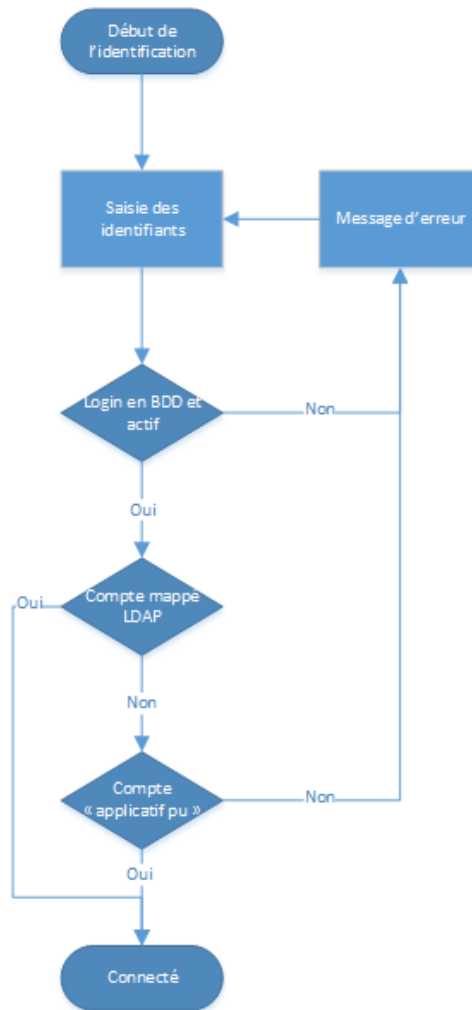 Début de
l'identification
Saisie des
identifiants
Message d'erreur
Login en BDD et
actif
Non
Oui
Compte mappé
LDAP
Oui
Non
Compte
« applicatif pu »
Non
Oui
Connecté